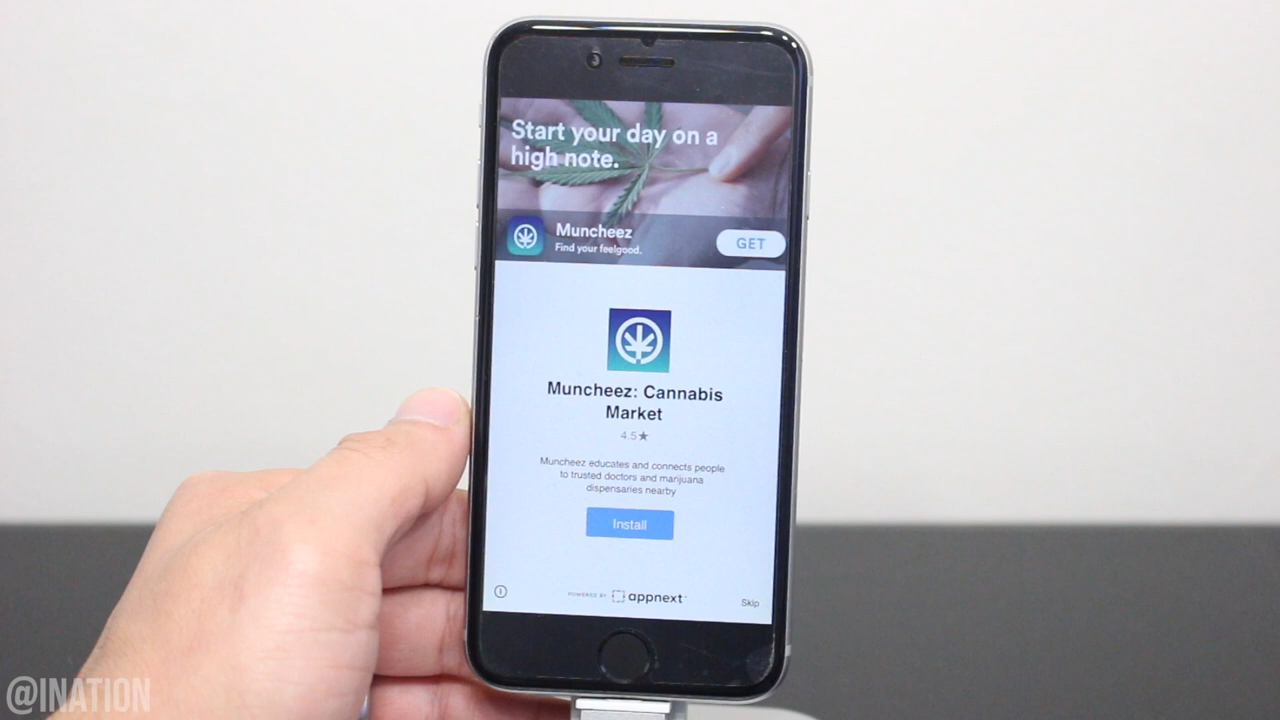 Start your day on a
high note.
Muncheez
Find your feelgood.
GET
Muncheez: Cannabis
Market
4.5★
Muncheez educates and connects people
to trusted doctors and marijuana
dispensaries nearby
Install
POWERED BY appnext
Skip
@INATION